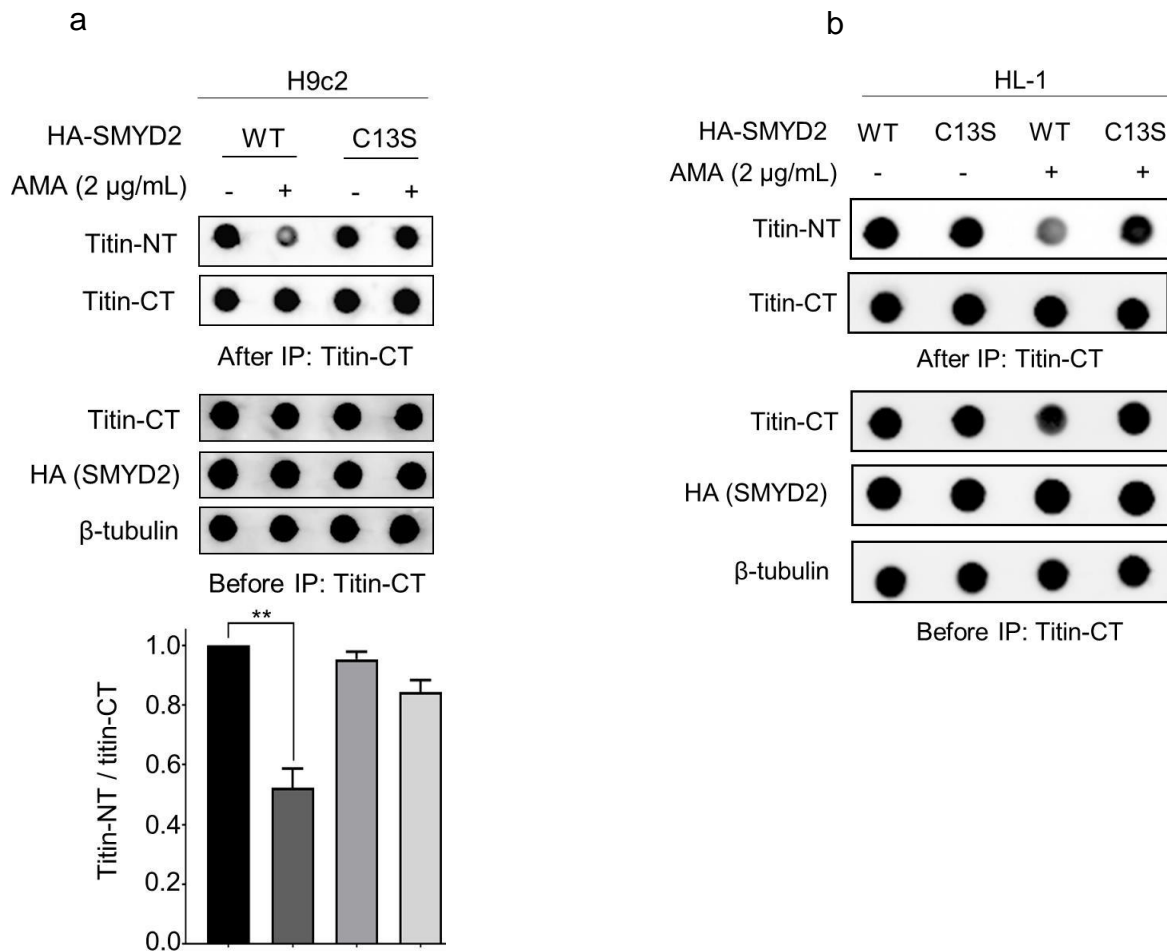 a
H9c2
HA-SMYD2 WT C13S
AMA (2 µg/mL) - + - +
Titin-NT
Titin-CT
After IP: Titin-CT
Titin-CT
HA (SMYD2)
β-tubulin
Before IP: Titin-CT
**
Titin-NT / titin-CT
1.0
0.8
0.6
0.4
0.2
0.0
b
HL-1
HA-SMYD2 WT C13S WT C13S
AMA (2 µg/mL) - - + +
Titin-NT
Titin-CT
After IP: Titin-CT
Titin-CT
HA (SMYD2)
β-tubulin
Before IP: Titin-CT